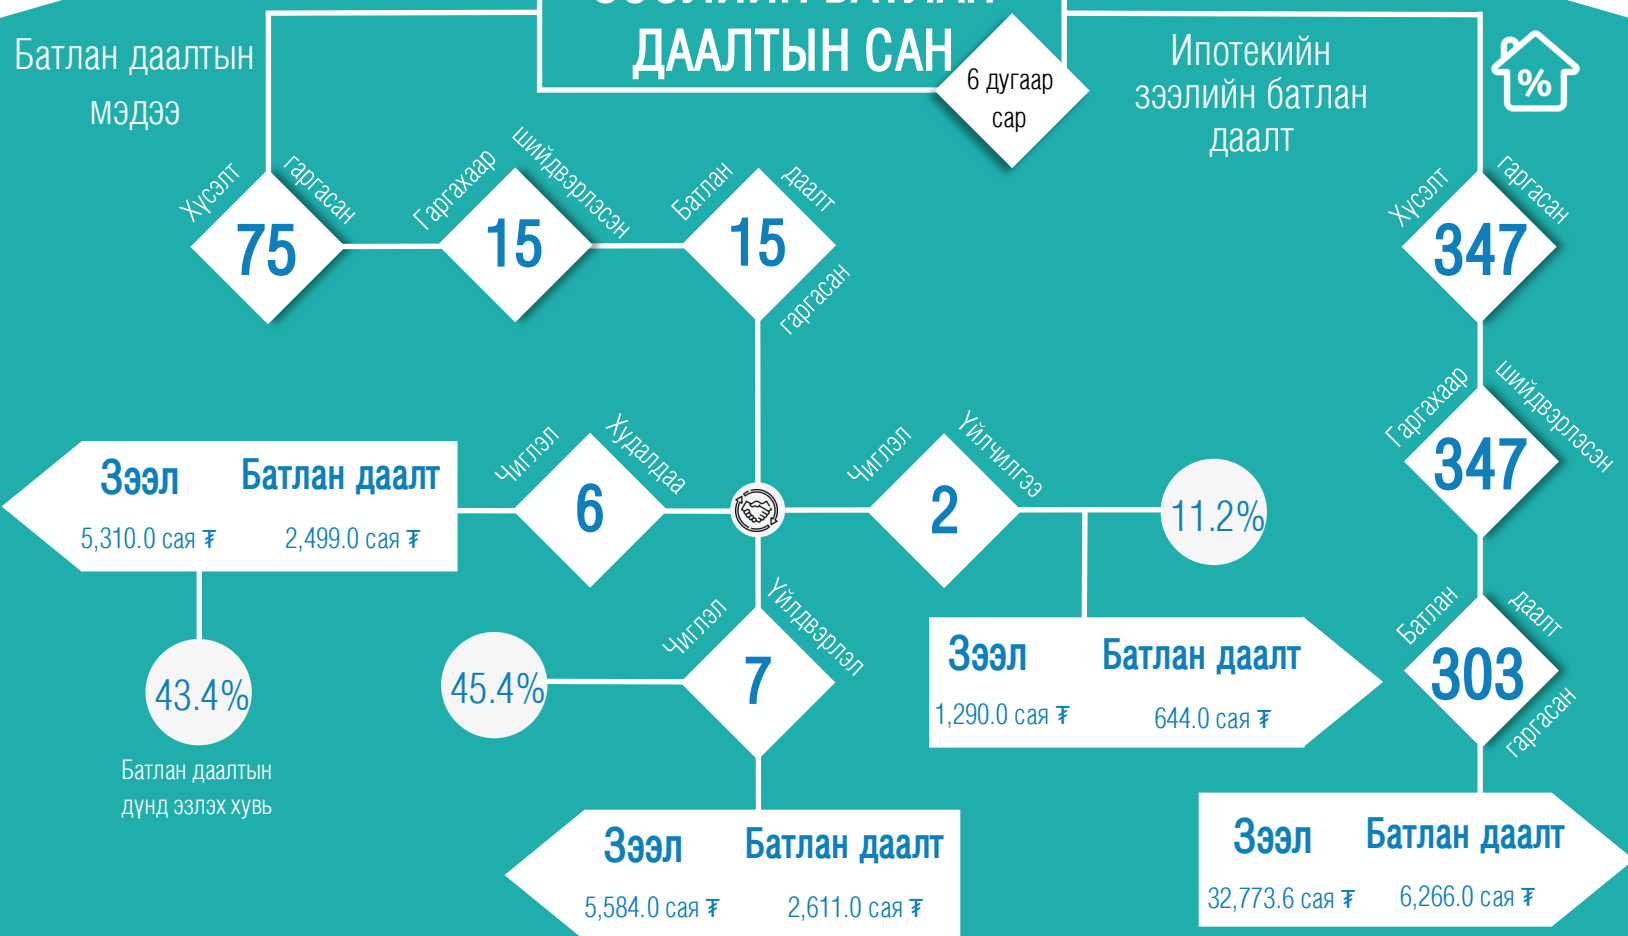 ЗЭЭЛИЙН БАТЛАН
ДААЛТЫН САН
6 дугаар
сар
Батлан даалтын
мэдээ
Хүсэлт
гаргасан
75
Гаргахаар
шийдвэрлэсэн
15
Батлан
даалт
гаргасан
15
Чиглэл
Худалдаа
6
Зээл
Батлан даалт
5,310.0 сая ₮
2,499.0 сая ₮
43.4%
Батлан даалтын
дүнд эзлэх хувь
Чиглэл
Үйлчилгээ
2
11.2%
Зээл
Батлан даалт
1,290.0 сая ₮
644.0 сая ₮
Чиглэл
Үйлдвэрлэл
7
45.4%
Зээл
Батлан даалт
5,584.0 сая ₮
2,611.0 сая ₮
Ипотекийн
зээлийн батлан
даалт
%
Хүсэлт
гаргасан
347
Гаргахаар
шийдвэрлэсэн
347
Батлан
даалт
гаргасан
303
Зээл
Батлан даалт
32,773.6 сая ₮
6,266.0 сая ₮